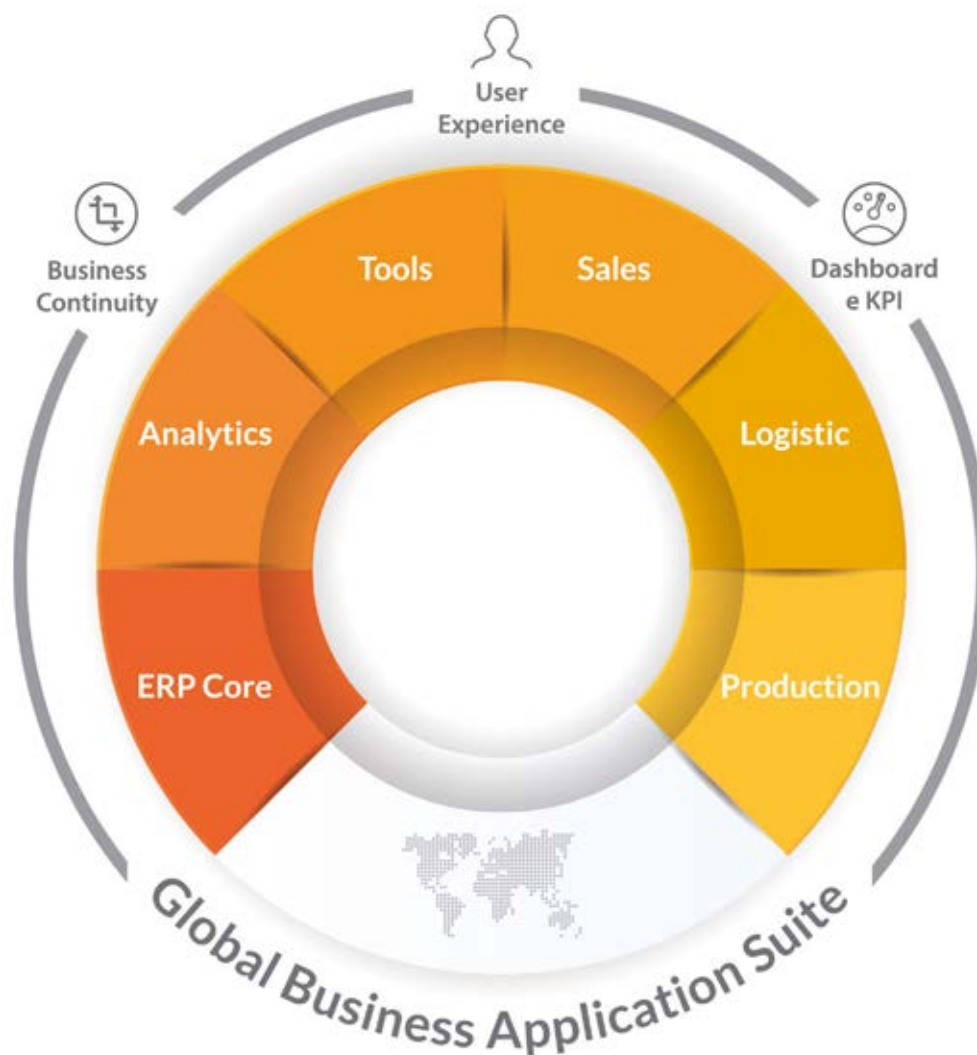 User
Experience
Business
Continuity
Dashboard
e KPI
Tools
Sales
Analytics
Logistic
ERP Core
Production
Global Business Application Suite